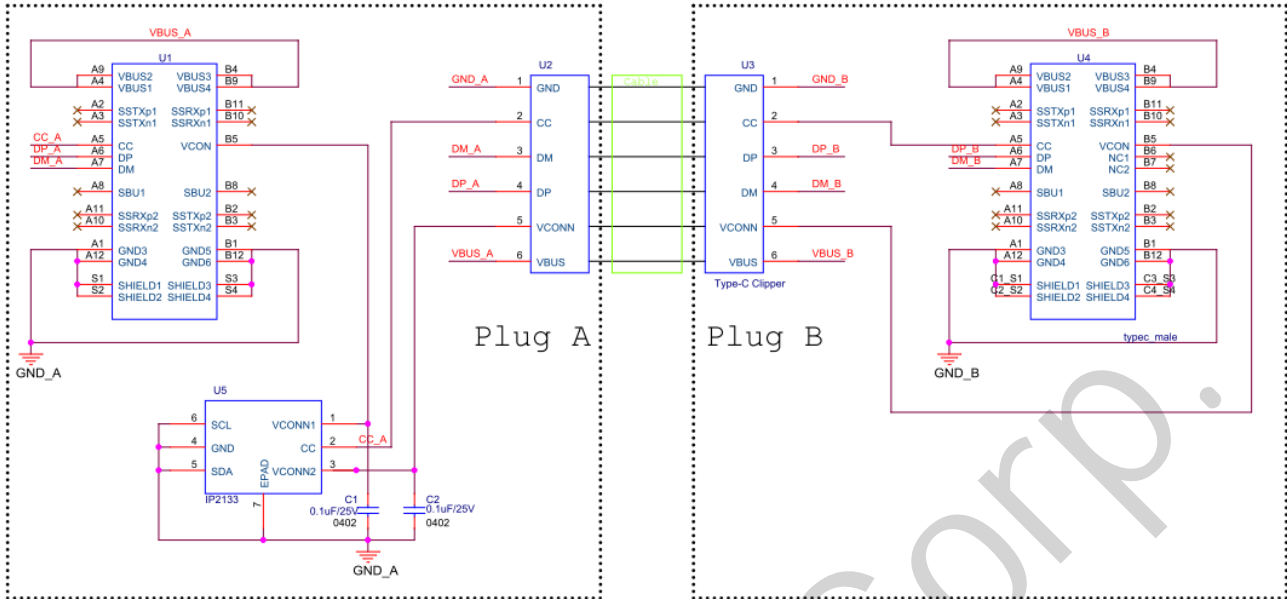 VBUS_A
U1
A9 VBUS2 VBUS3 B4
A4 VBUS1 VBUS4 B9
A2 SSTXp1 SSRXp1 B11
A3 SSTXn1 SSRXn1 B10
CC_A A5 CC VCON B5
DP_A A6 DP
DM_A A7 DM
A8 SBU1 SBU2 B8
A11 SSRXp2 SSTXp2 B2
A10 SSRXn2 SSTXn2 B3
A1 GND3 GND5 B1
A12 GND4 GND6 B12
S1 SHIELD1 SHIELD3 S3
S2 SHIELD2 SHIELD4 S4
GND_A
U2
GND_A 1 GND
2 CC
DM_A 3 DM
DP_A 4 DP
5 VCONN
VBUS_A 6 VBUS
Plug A
Cable
U3
GND 1 GND_B
CC 2
DP 3 DP_B
DM 4 DM_B
VCONN 5
VBUS 6 VBUS_B
Type-C Clipper
Plug B
VBUS_B
U4
A9 VBUS2 VBUS3 B4
A4 VBUS1 VBUS4 B9
A2 SSTXp1 SSRXp1 B11
A3 SSTXn1 SSRXn1 B10
A5 CC VCON B5
DP_B A6 DP NC1 B6
DM_B A7 DM NC2 B7
A8 SBU1 SBU2 B8
A11 SSRXp2 SSTXp2 B2
A10 SSRXn2 SSTXn2 B3
A1 GND3 GND5 B1
A12 GND4 GND6 B12
C1_S1 SHIELD1 SHIELD3 C3_S3
C2_S2 SHIELD2 SHIELD4 C4_S4
typec_male
GND_B
U5
6 SCL VCONN1 1
4 GND CC 2 CC_A
5 SDA VCONN2 3
EPAD
7
IP2133
C1
0.1uF/25V
0402
C2
0.1uF/25V
0402
GND_A
Corp.